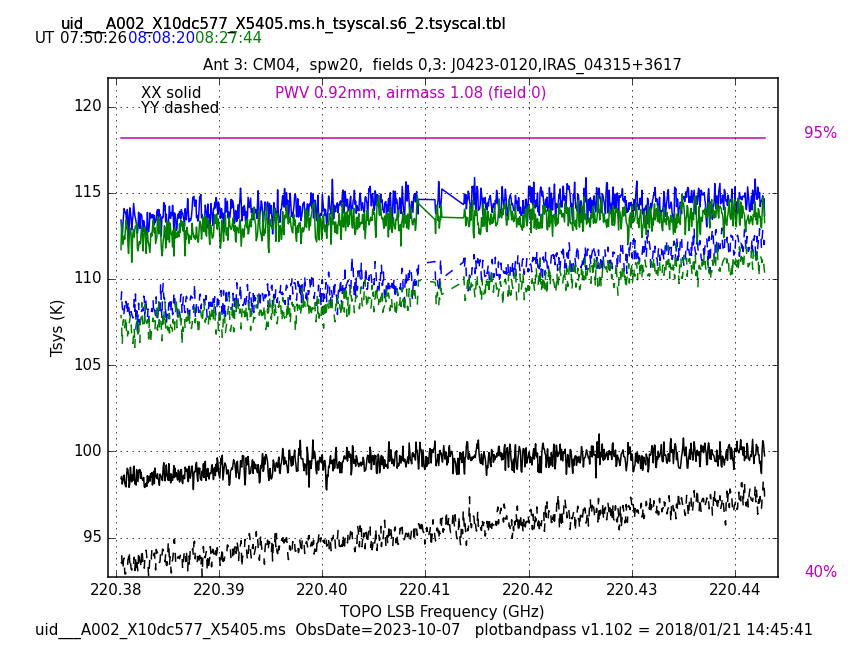 uid___A002_X10dc577_X5405.ms.h_tsyscal.s6_2.tsyscal.tbl
UT 07:50:26 08:08:20 08:27:44
Ant 3: CM04,  spw20,  fields 0,3: J0423-0120,IRAS_04315+3617
XX solid
PWV 0.92mm, airmass 1.08 (field 0)
YY dashed
120
95%
115
110
Tsys (K)
105
100
95
40%
220.38 220.39 220.40 220.41 220.42 220.43 220.44
TOPO LSB Frequency (GHz)
uid___A002_X10dc577_X5405.ms  ObsDate=2023-10-07   plotbandpass v1.102 = 2018/01/21 14:45:41